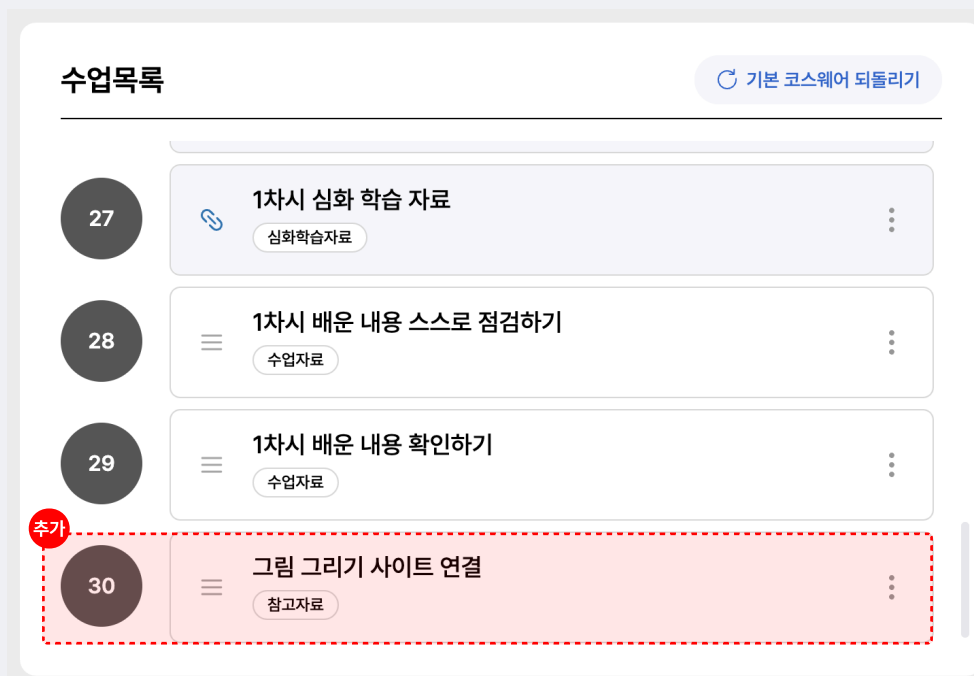 수업목록
기본 코스웨어 되돌리기
27
1차시 심화 학습 자료
심화학습자료
28
1차시 배운 내용 스스로 점검하기
수업자료
29
1차시 배운 내용 확인하기
수업자료
추가
30
그림 그리기 사이트 연결
참고자료